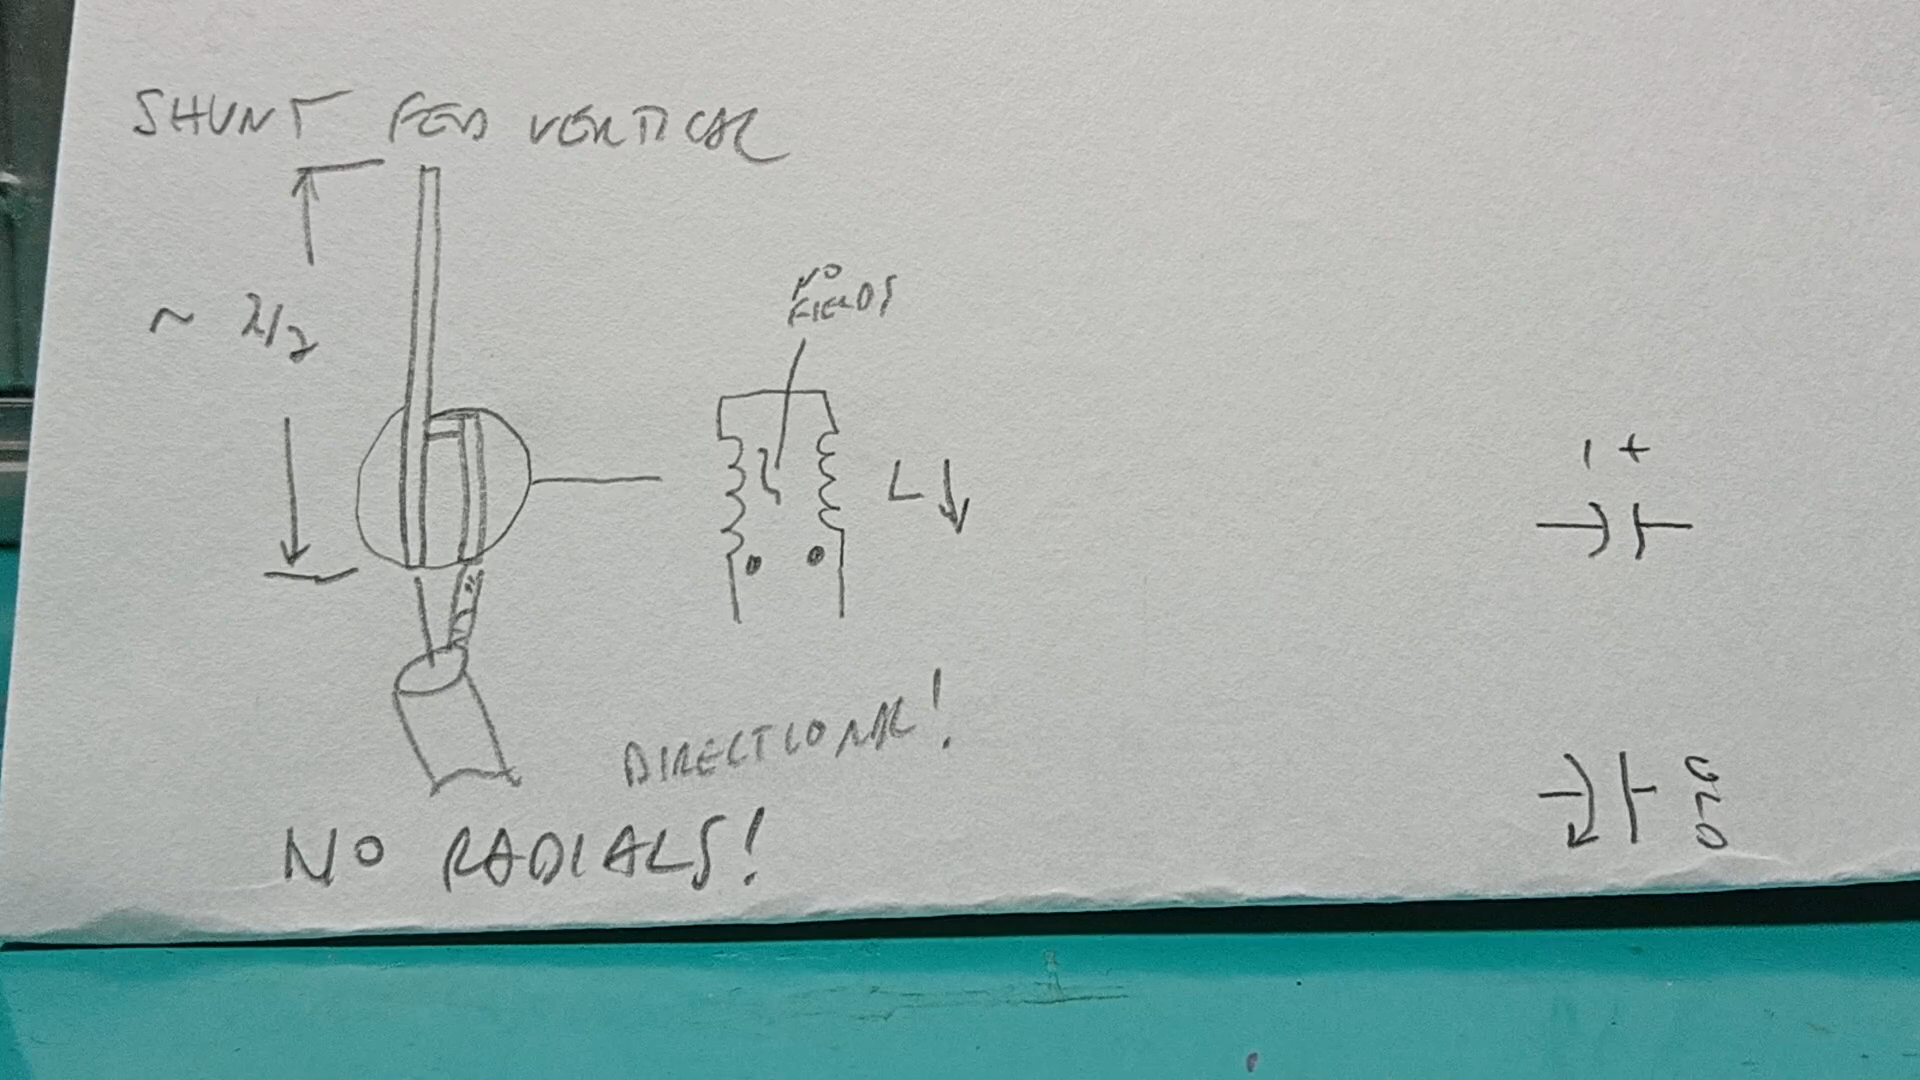 SHUNT FED VERTICAL
~ λ/2
NO
FIELDS
L
- +
DIRECTIONAL!
NO RADIALS!